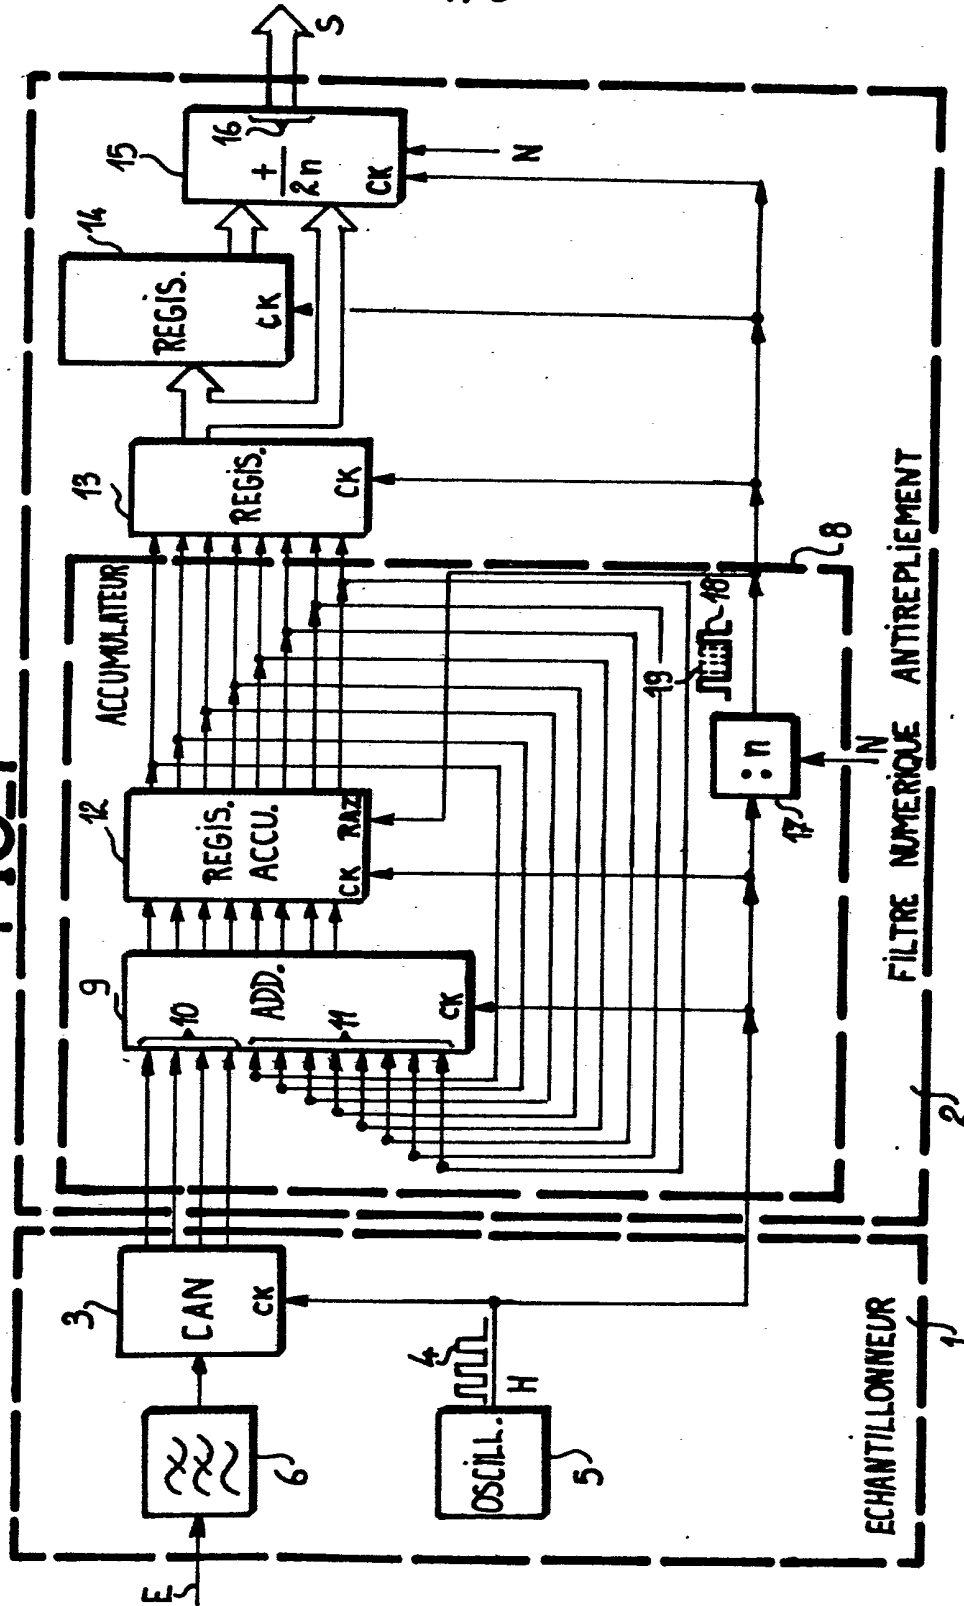 FIG_1
E
6
3
CAN
CK
OSCILL.
5
4
H
ECHANTILLONNEUR
1
9
10
ADD.
11
CK
12
REGIS.
ACCU.
CK
RAZ
ACCUMULATEUR
:n
17
N
19
18
8
13
REGIS.
CK
14
REGIS.
CK
15
+
2n
16
CK
N
S
FILTRE NUMERIQUE ANTIREPLIEMENT
2